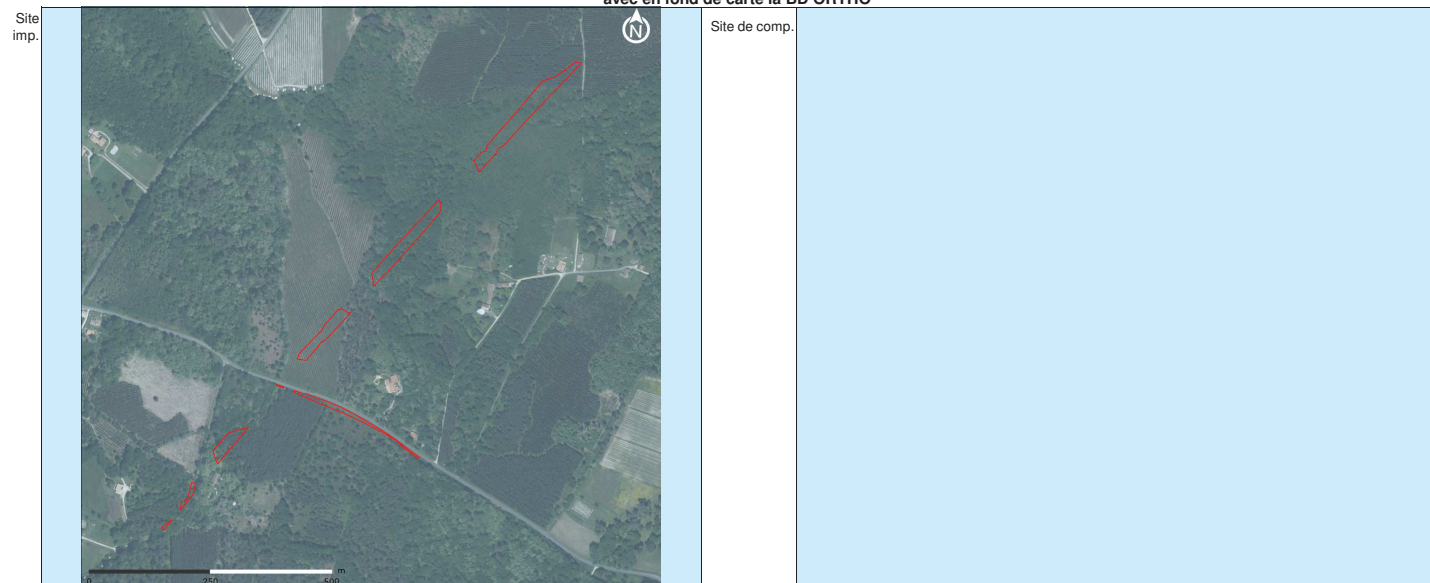 avec en fond de carte la BD ORTHO
Site
imp.
N
Site de comp.
0 250 500 m